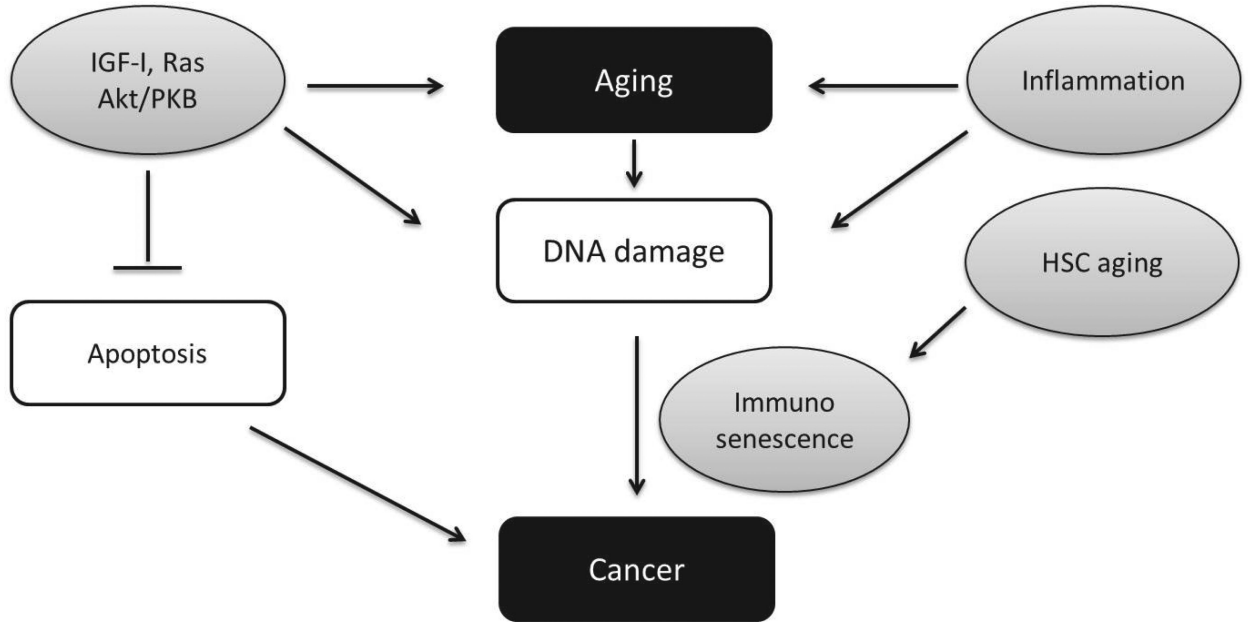 IGF-I, Ras
Akt/PKB
Aging
Inflammation
DNA damage
HSC aging
Apoptosis
Immuno
senescence
Cancer